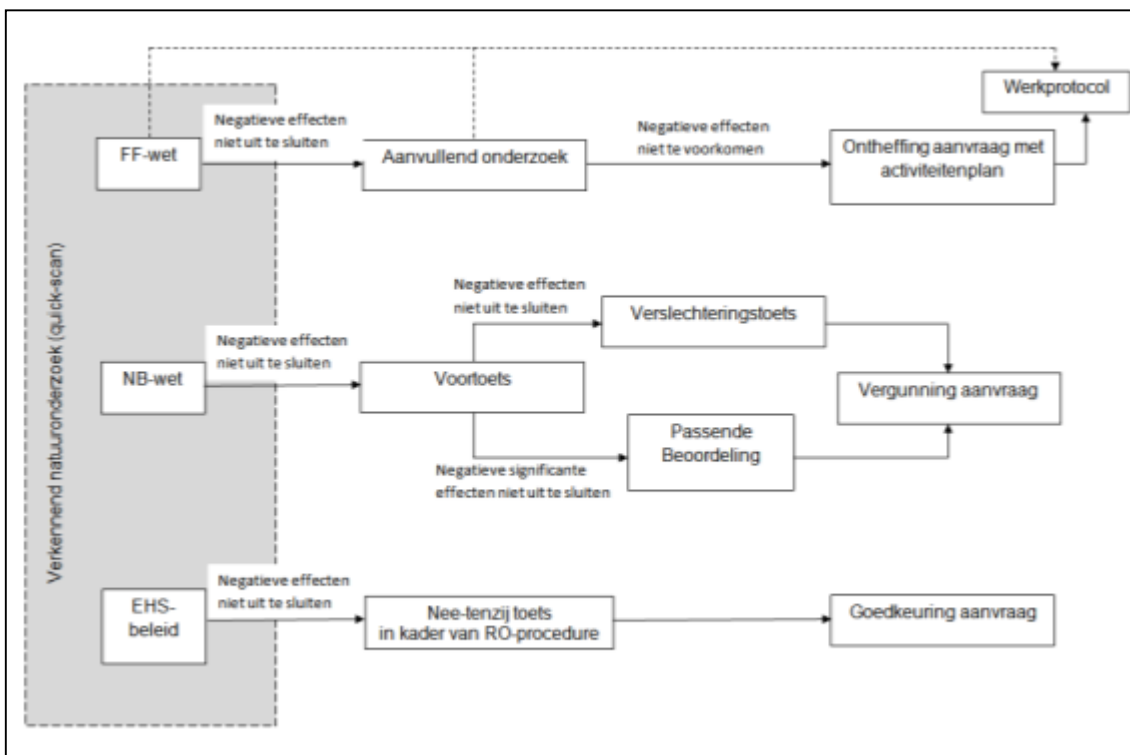 Werkprotocol
Negatieve effecten
niet uit te sluiten
FF-wet
Aanvullend onderzoek
Negatieve effecten
niet te voorkomen
Ontheffing aanvraag met
activiteitenplan
Verkennend natuuronderzoek (quick-scan)
Negatieve effecten
niet uit te sluiten
NB-wet
Voortoets
Negatieve effecten
niet uit te sluiten
Verslechteringstoets
Vergunning aanvraag
Passende
Beoordeling
Negatieve significante
effecten niet uit te sluiten
Negatieve effecten
niet uit te sluiten
EHS-
beleid
Nee-tenzij toets
in kader van RO-procedure
Goedkeuring aanvraag